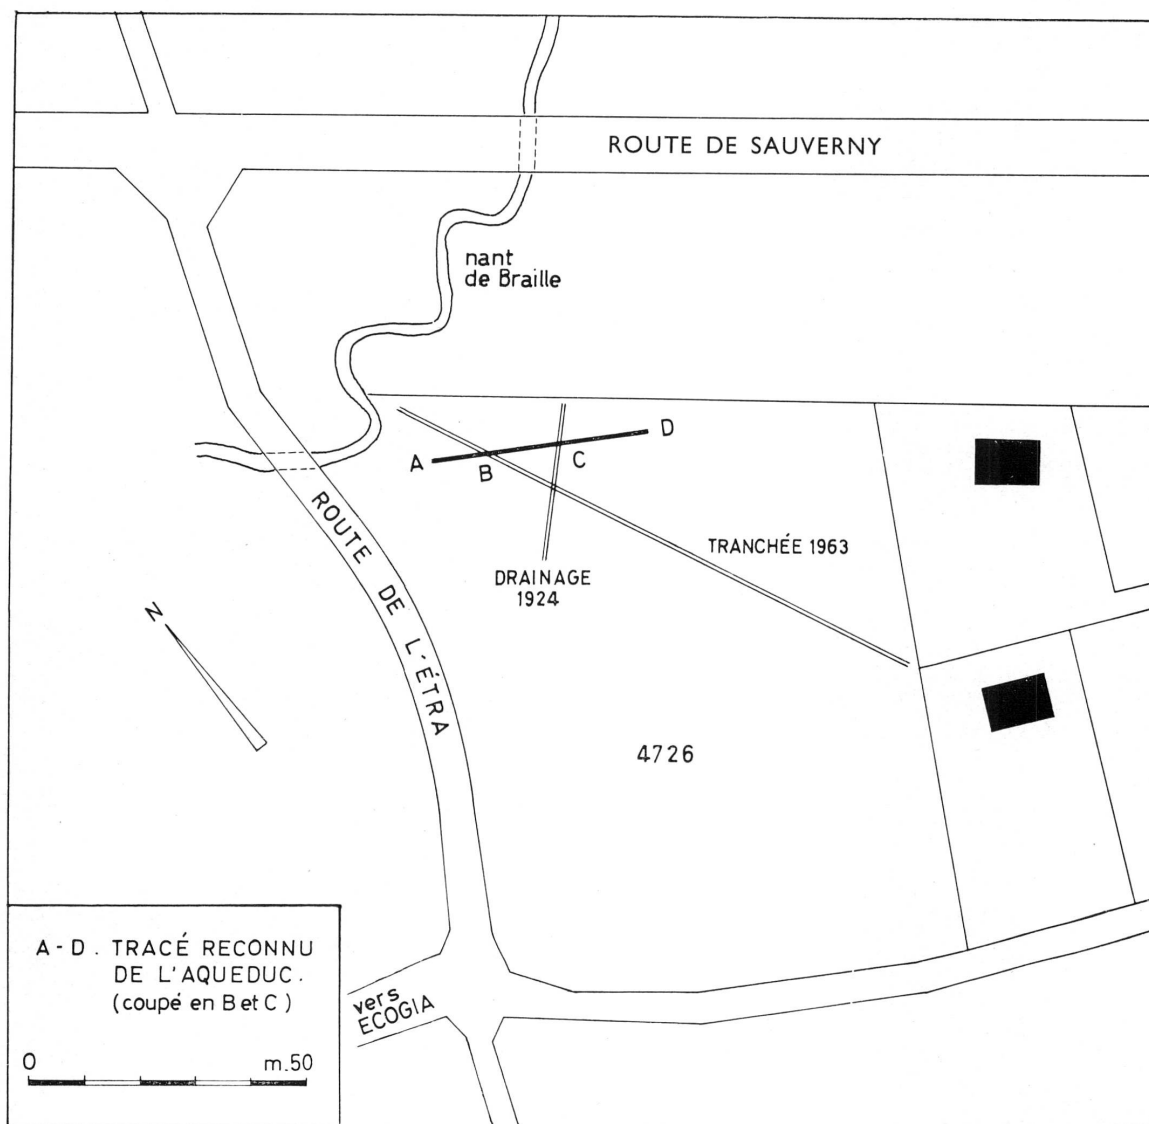 ROUTE DE SAUVERNY
nant
de Braille
A
B
C
D
TRANCHÉE 1963
DRAINAGE
1924
ROUTE DE L'ÉTRA
N
4726
A - D . TRACÉ RECONNU
DE L'AQUEDUC .
(coupé en B et C )
0 m.50
vers
ECOGIA